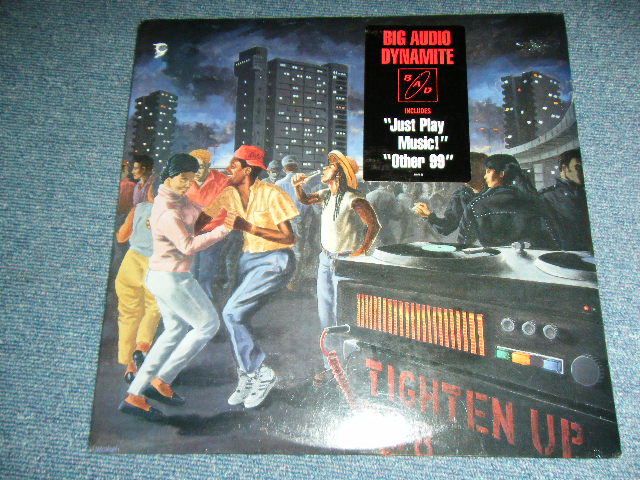 BIG AUDIO
DYNAMITE
B
A
D
INCLUDES
"Just Play
Music!"
"Other 99"
TIGHTEN UP